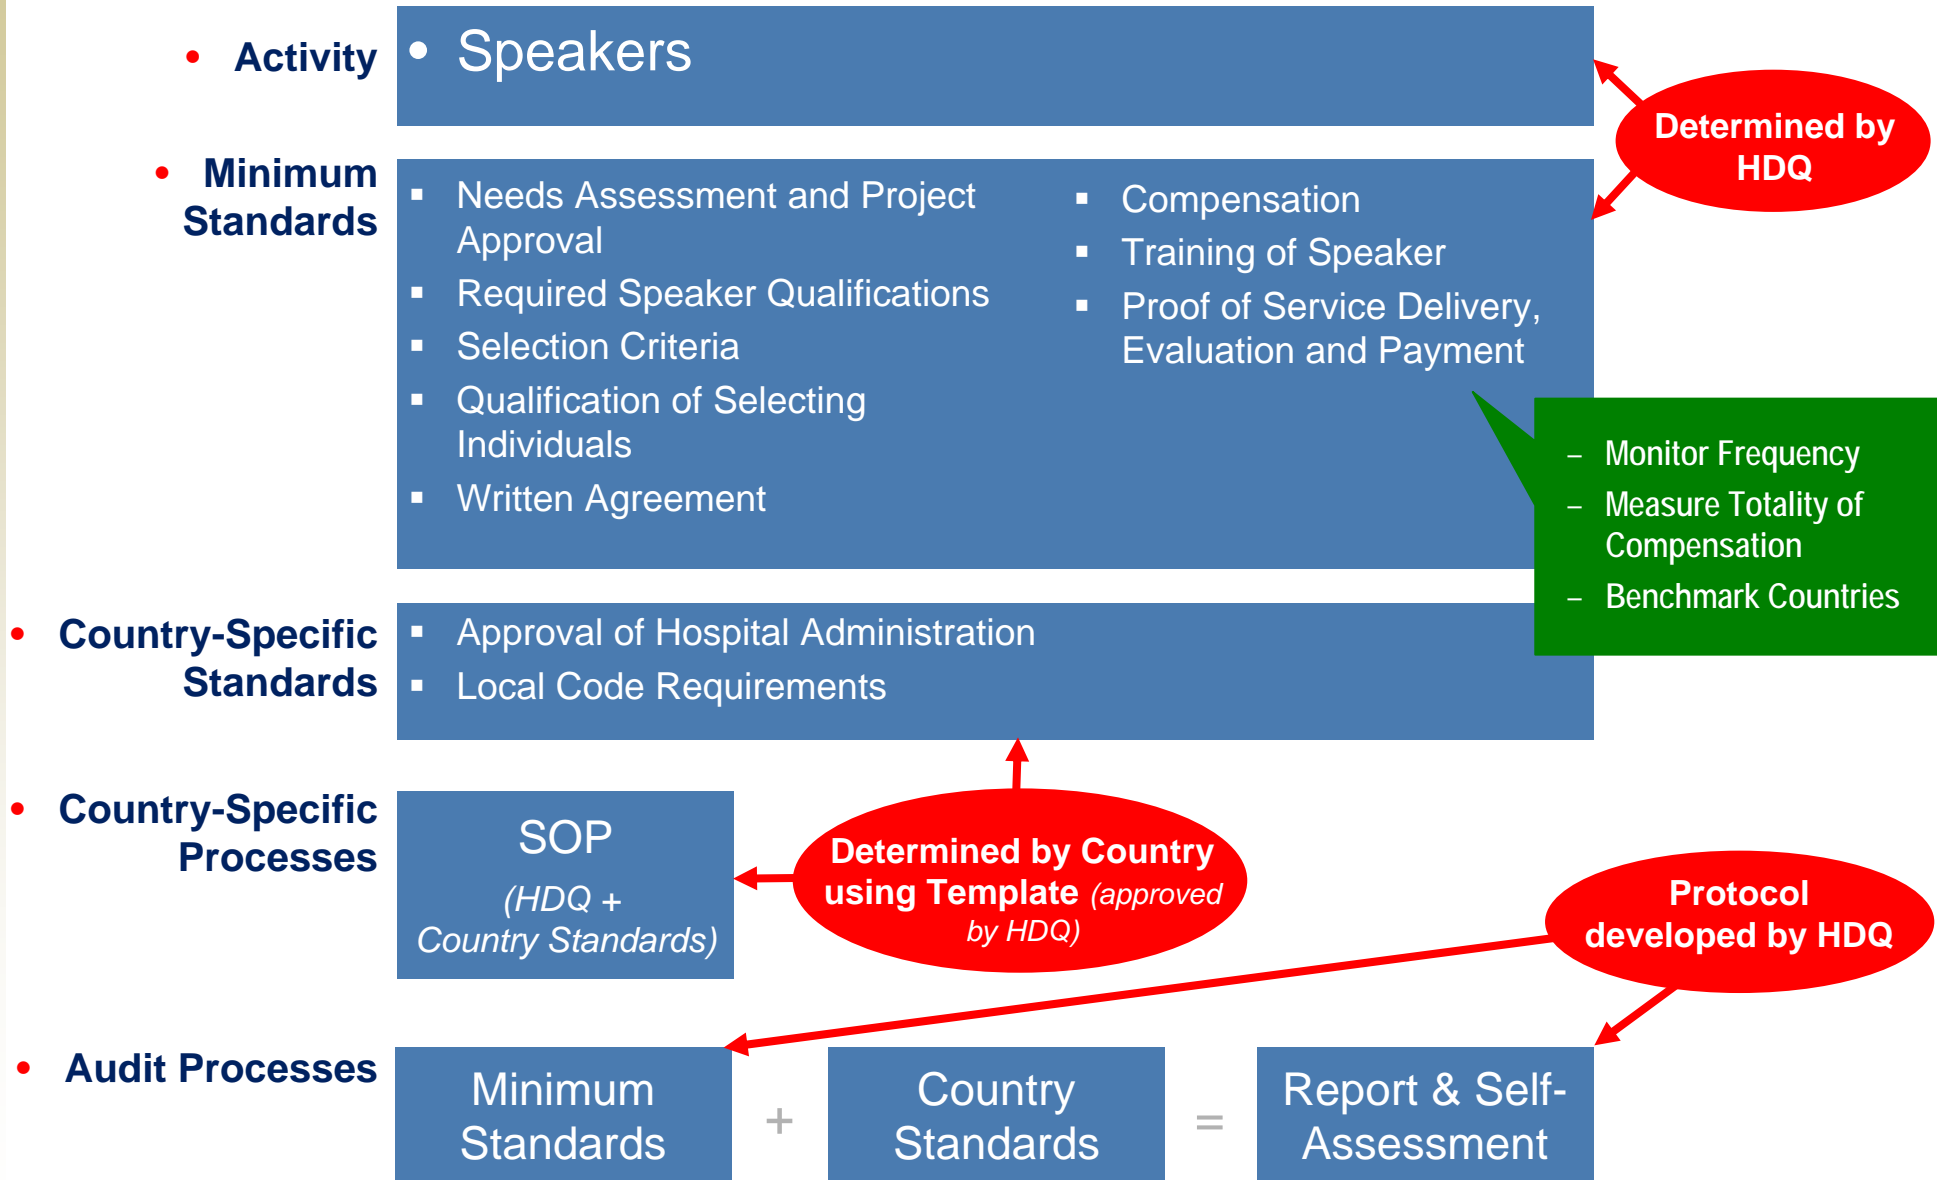 • Activity
• Speakers
Determined by
HDQ
• Minimum
Standards
▪ Needs Assessment and Project
Approval
▪ Required Speaker Qualifications
▪ Selection Criteria
▪ Qualification of Selecting
Individuals
▪ Written Agreement
▪ Compensation
▪ Training of Speaker
▪ Proof of Service Delivery,
Evaluation and Payment
– Monitor Frequency
– Measure Totality of
Compensation
– Benchmark Countries
• Country-Specific
Standards
▪ Approval of Hospital Administration
▪ Local Code Requirements
• Country-Specific
Processes
SOP
(HDQ +
Country Standards)
Determined by Country
using Template (approved
by HDQ)
Protocol
developed by HDQ
• Audit Processes
Minimum
Standards
+
Country
Standards
=
Report & Self-
Assessment